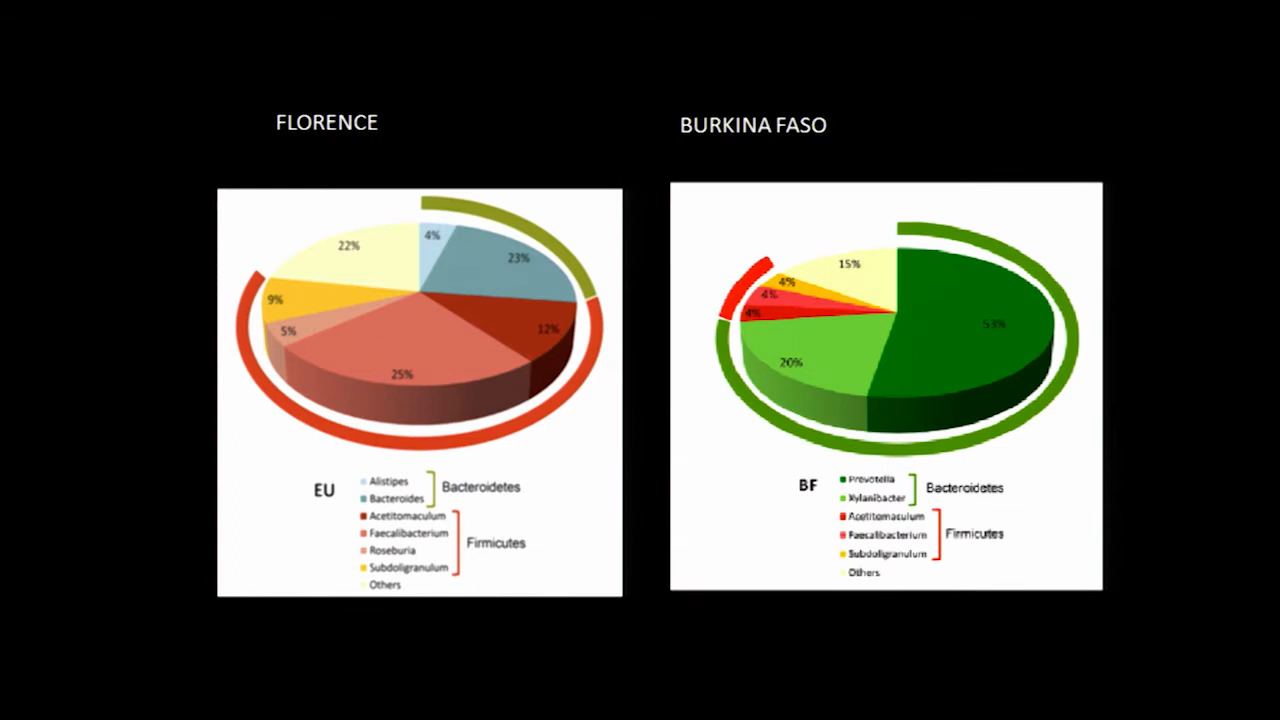 FLORENCE
BURKINA FASO
4%
22%
23%
9%
5%
12%
25%
EU
Alistipes
Bacteroides
Bacteroidetes
Acetitomaculum
Faecalibacterium
Roseburia
Subdoligranulum
Firmicutes
Others
15%
4%
4%
4%
53%
20%
BF
Prevotella
Xylanibacter
Bacteroidetes
Acetitomaculum
Faecalibacterium
Subdoligranulum
Firmicutes
Others